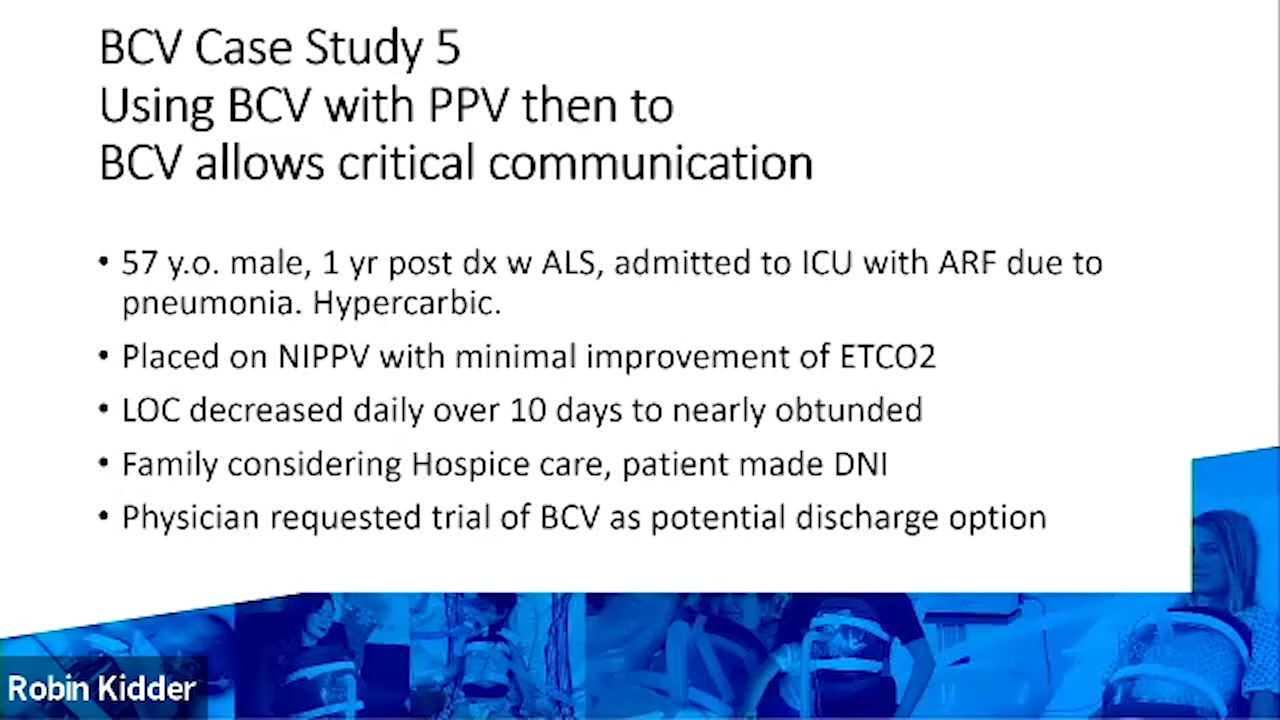 BCV Case Study 5
Using BCV with PPV then to
BCV allows critical communication
• 57 y.o. male, 1 yr post dx w ALS, admitted to ICU with ARF due to
pneumonia. Hypercarbic.
• Placed on NIPPV with minimal improvement of ETCO2
• LOC decreased daily over 10 days to nearly obtunded
• Family considering Hospice care, patient made DNI
• Physician requested trial of BCV as potential discharge option
Robin Kidder